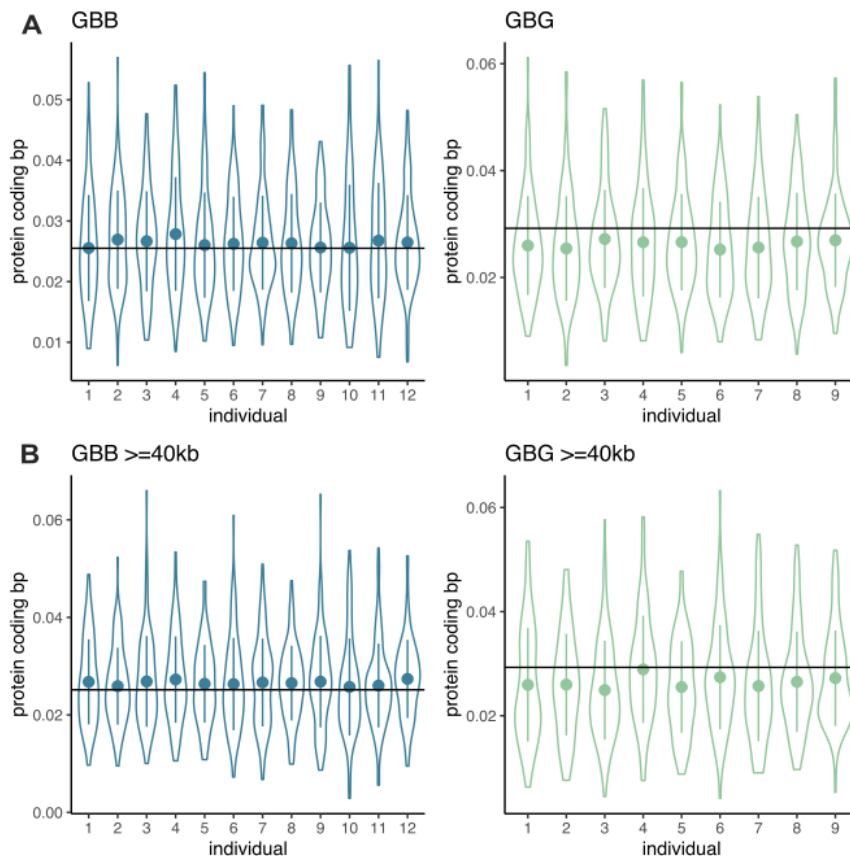 A
GBB
GBG
protein coding bp
0.05
0.04
0.03
0.02
0.01
1 2 3 4 5 6 7 8 9 10 11 12
individual
protein coding bp
0.06
0.04
0.02
1 2 3 4 5 6 7 8 9
individual
B
GBB >=40kb
GBG >=40kb
protein coding bp
0.06
0.04
0.02
0.00
1 2 3 4 5 6 7 8 9 10 11 12
individual
protein coding bp
0.06
0.04
0.02
1 2 3 4 5 6 7 8 9
individual